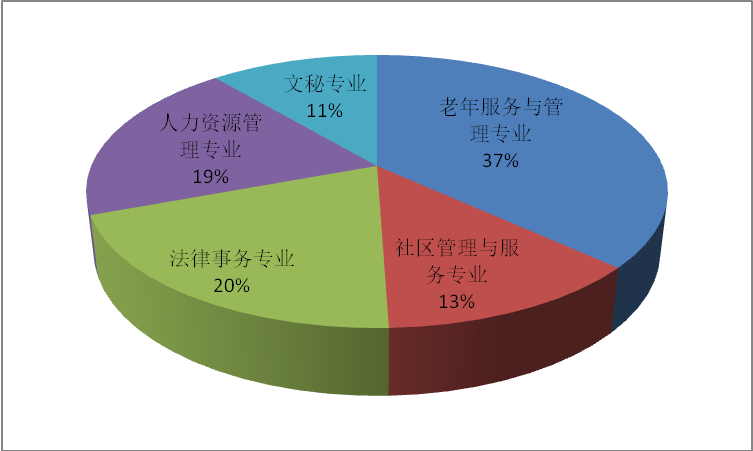 文秘专业
11%
老年服务与管
理专业
37%
人力资源管
理专业
19%
社区管理与服
务专业
13%
法律事务专业
20%